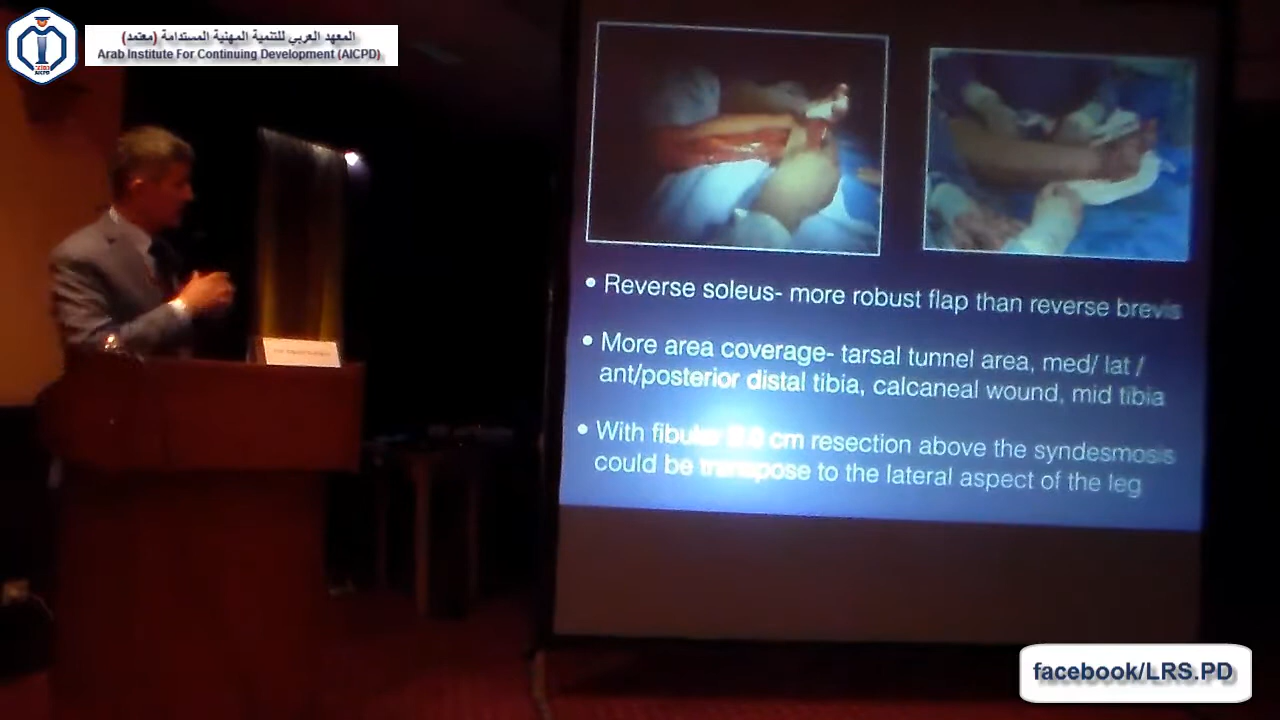 المعهد العربي للتنمية المهنية المستدامة (معتمد)
Arab Institute For Continuing Development (AICPD)
AICPD
• Reverse soleus- more robust flap than reverse brevis
• More area coverage- tarsal tunnel area, med/ lat /
ant/posterior distal tibia, calcaneal wound, mid tibia
• With fibular cm resection above the syndesmosis
could be transpose to the lateral aspect of the leg
facebook/LRS.PD